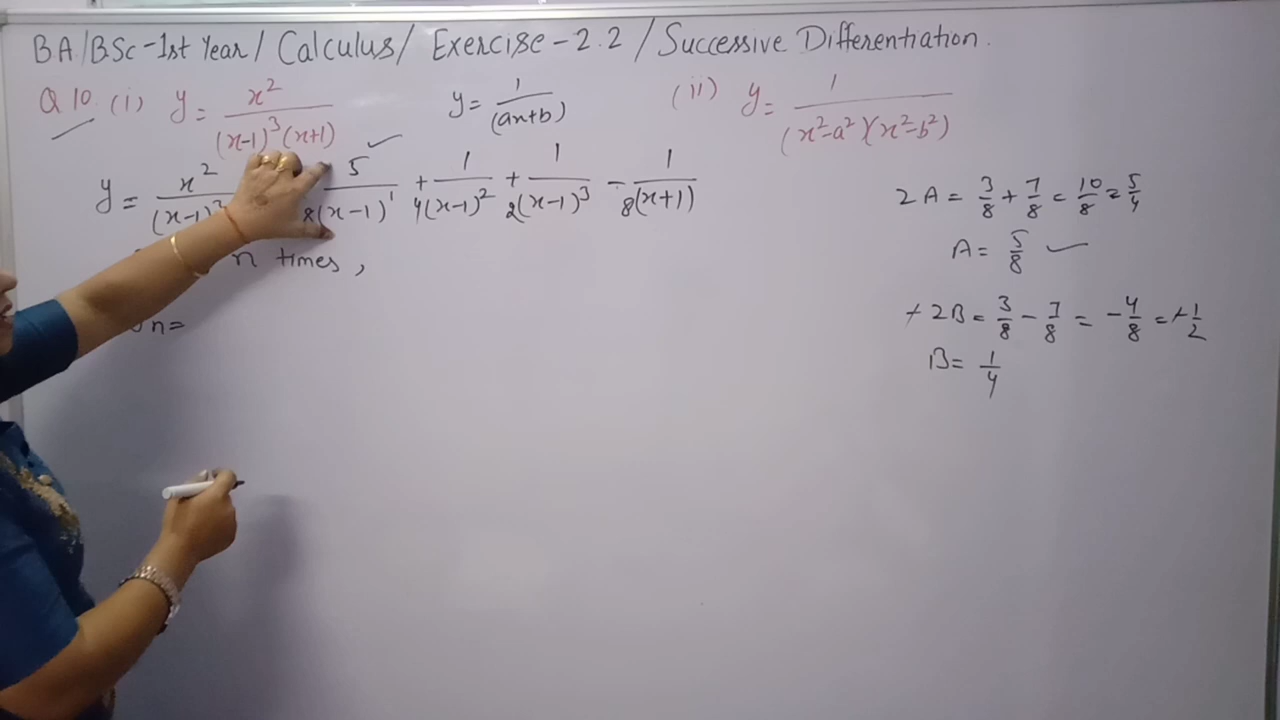 BA/BSc-1st Year/ Calculus/ Exercise-2.2 / Successive Differentiation.
Q 10. (i) y = x² / (x-1)³(x+1)
y = 1 / (ax+b)
(ii) y = 1 / (x²-a²)(x²-b²)
y = x² / (x-1) 5 / 8(x-1)¹ + 1 / 4(x-1)² + 1 / 2(x-1)³ - 1 / 8(x+1)
n times,
n =
2A = 3/8 + 7/8 = 10/8 = 5/4
A = 5/8
+2B = 3/8 - 7/8 = -4/8 = +1/2
B = 1/4